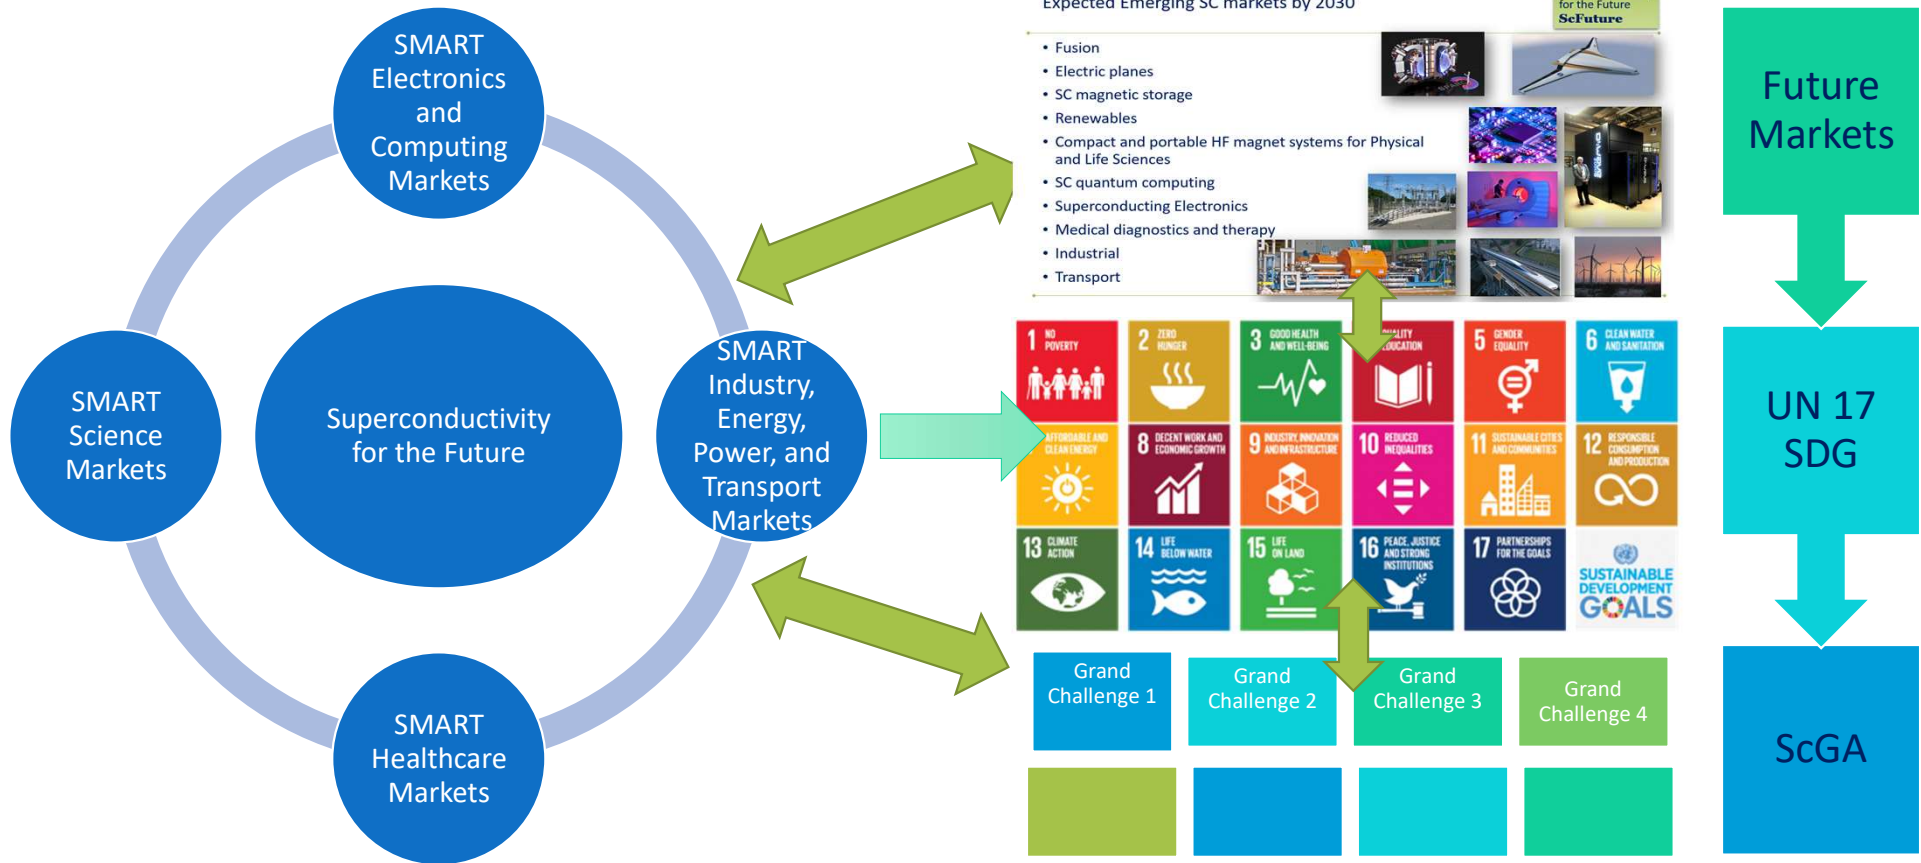 SMART
Electronics
and
Computing
Markets
SMART
Science
Markets
Superconductivity
for the Future
SMART
Industry,
Energy,
Power, and
Transport
Markets
SMART
Healthcare
Markets
Expected Emerging SC markets by 2030
for the Future
ScFuture
• Fusion
• Electric planes
• SC magnetic storage
• Renewables
• Compact and portable HF magnet systems for Physical
and Life Sciences
• SC quantum computing
• Superconducting Electronics
• Medical diagnostics and therapy
• Industrial
• Transport
1 NO
POVERTY
2 ZERO
HUNGER
3 GOOD HEALTH
AND WELL-BEING
5 GENDER
EQUALITY
6 CLEAN WATER
AND SANITATION
AFFORDABLE AND
CLEAN ENERGY
8 DECENT WORK AND
ECONOMIC GROWTH
9 INDUSTRY, INNOVATION
AND INFRASTRUCTURE
10 REDUCED
INEQUALITIES
11 SUSTAINABLE CITIES
AND COMMUNITIES
12 RESPONSIBLE
CONSUMPTION
AND PRODUCTION
13 CLIMATE
ACTION
14 LIFE
BELOW WATER
15 LIFE
ON LAND
16 PEACE, JUSTICE
AND STRONG
INSTITUTIONS
17 PARTNERSHIPS
FOR THE GOALS
SUSTAINABLE
DEVELOPMENT
GOALS
Grand
Challenge 1
Grand
Challenge 2
Grand
Challenge 3
Grand
Challenge 4
Future
Markets
UN 17
SDG
ScGA